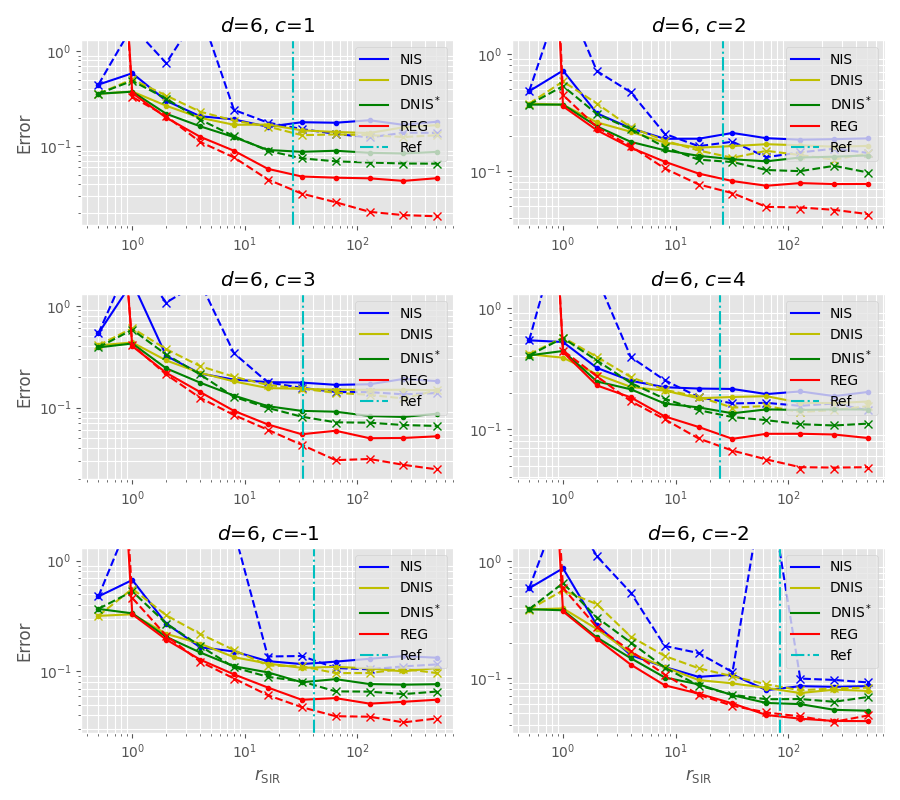 d=6, c=1
10⁰
10⁻¹
Error
NIS
DNIS
DNIS*
REG
Ref
10⁰ 10¹ 10²
d=6, c=2
10⁰
10⁻¹
NIS
DNIS
DNIS*
REG
Ref
10⁰ 10¹ 10²
d=6, c=3
10⁰
10⁻¹
Error
NIS
DNIS
DNIS*
REG
Ref
10⁰ 10¹ 10²
d=6, c=4
10⁰
10⁻¹
NIS
DNIS
DNIS*
REG
Ref
10⁰ 10¹ 10²
d=6, c=-1
10⁰
10⁻¹
Error
NIS
DNIS
DNIS*
REG
Ref
10⁰ 10¹ 10²
r_SIR
d=6, c=-2
10⁰
10⁻¹
NIS
DNIS
DNIS*
REG
Ref
10⁰ 10¹ 10²
r_SIR